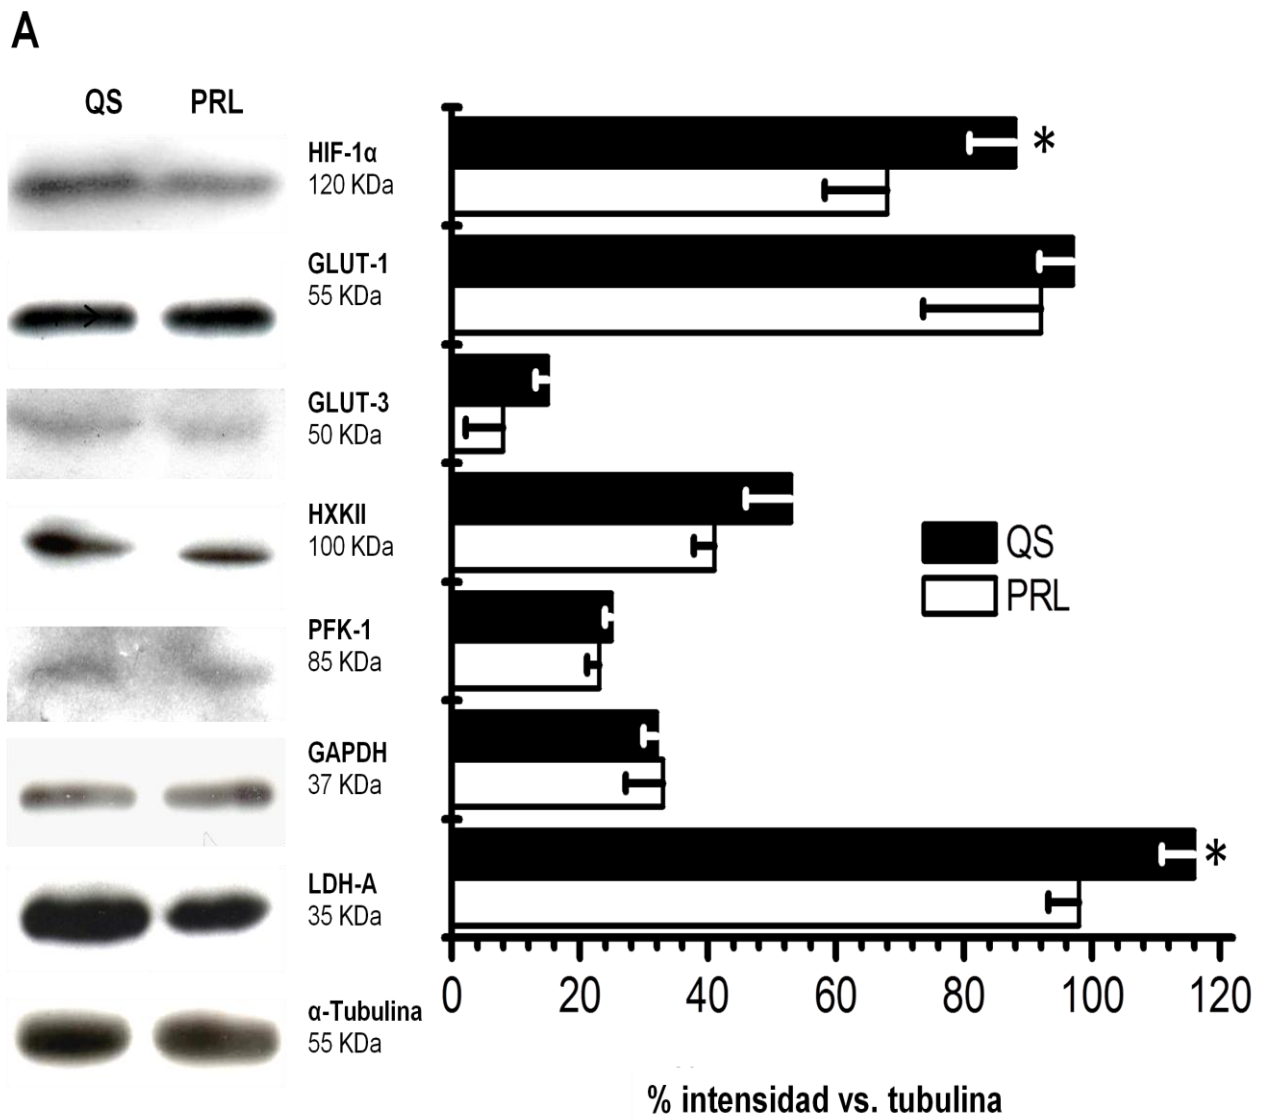 A
QS PRL
HIF-1α
120 KDa
GLUT-1
55 KDa
GLUT-3
50 KDa
HXKII
100 KDa
PFK-1
85 KDa
GAPDH
37 KDa
LDH-A
35 KDa
α-Tubulina
55 KDa
*
*
QS
PRL
0 20 40 60 80 100 120
% intensidad vs. tubulina